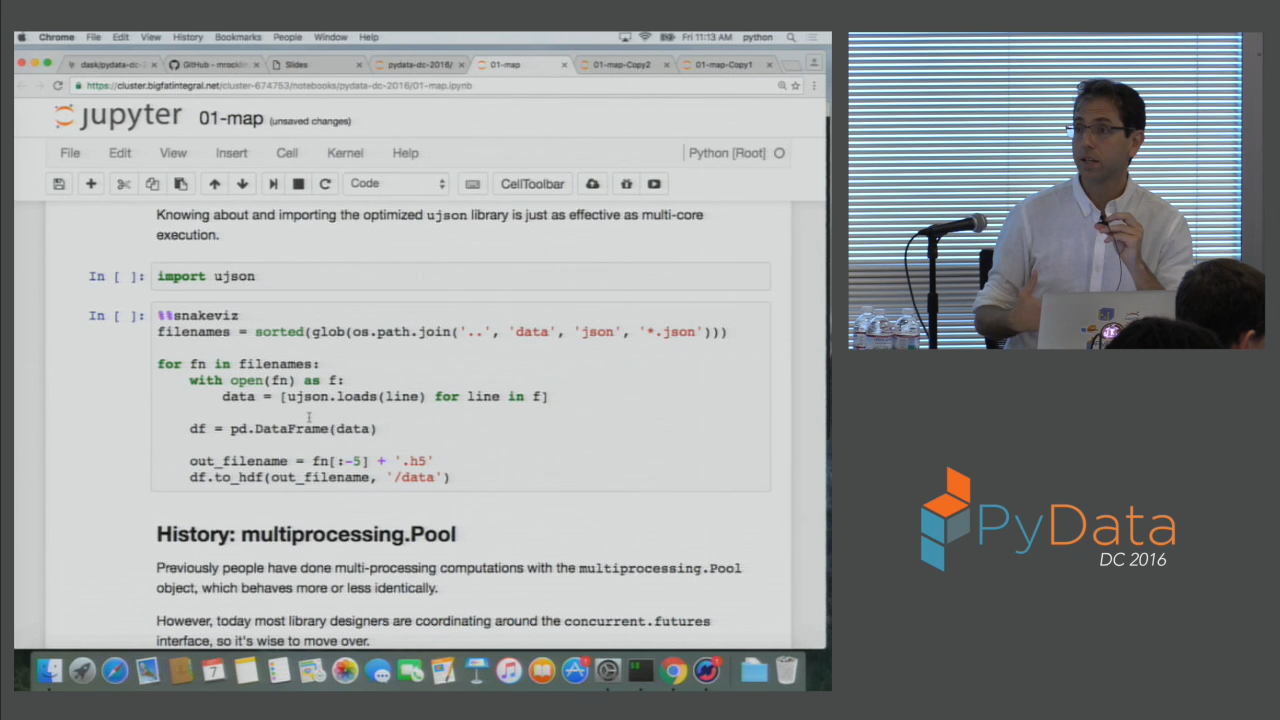 Chrome File Edit View History Bookmarks People Window Help Fri 11:13 AM python
dask/pydata-dc- GitHub - mrockli Slides pydata-dc-2016/ 01-map 01-map-Copy2 01-map-Copy1
https://cluster.bigfatintegral.net/cluster-674753/notebooks/pydata-dc-2016/01-map.ipynb
jupyter 01-map (unsaved changes)
File Edit View Insert Cell Kernel Help Python [Root]
Code CellToolbar
Knowing about and importing the optimized ujson library is just as effective as multi-core
execution.
In [ ]: import ujson
In [ ]: %%snakeviz
filenames = sorted(glob(os.path.join('..', 'data', 'json', '*.json')))
for fn in filenames:
with open(fn) as f:
data = [ujson.loads(line) for line in f]
df = pd.DataFrame(data)
out_filename = fn[:-5] + '.h5'
df.to_hdf(out_filename, '/data')
History: multiprocessing.Pool
Previously people have done multi-processing computations with the multiprocessing.Pool
object, which behaves more or less identically.
However, today most library designers are coordinating around the concurrent.futures
interface, so it's wise to move over.
PyData
DC 2016